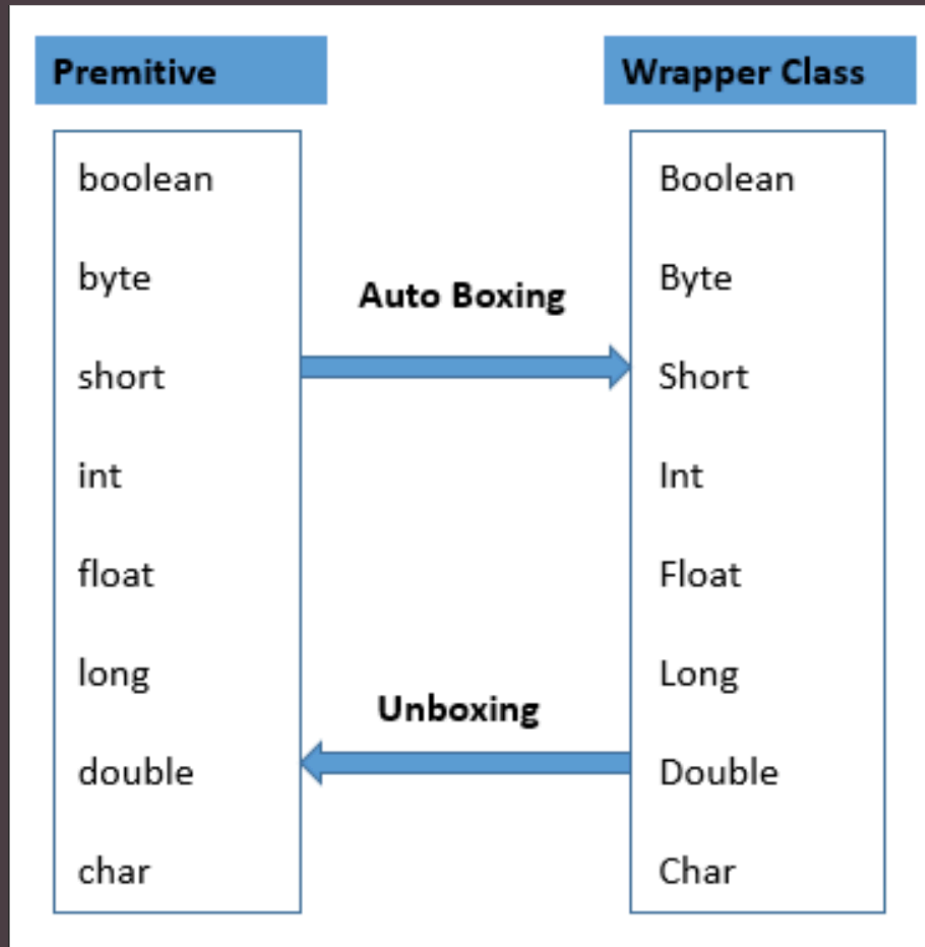 Premitive
Wrapper Class
boolean
byte
short
int
float
long
double
char
Auto Boxing
Unboxing
Boolean
Byte
Short
Int
Float
Long
Double
Char